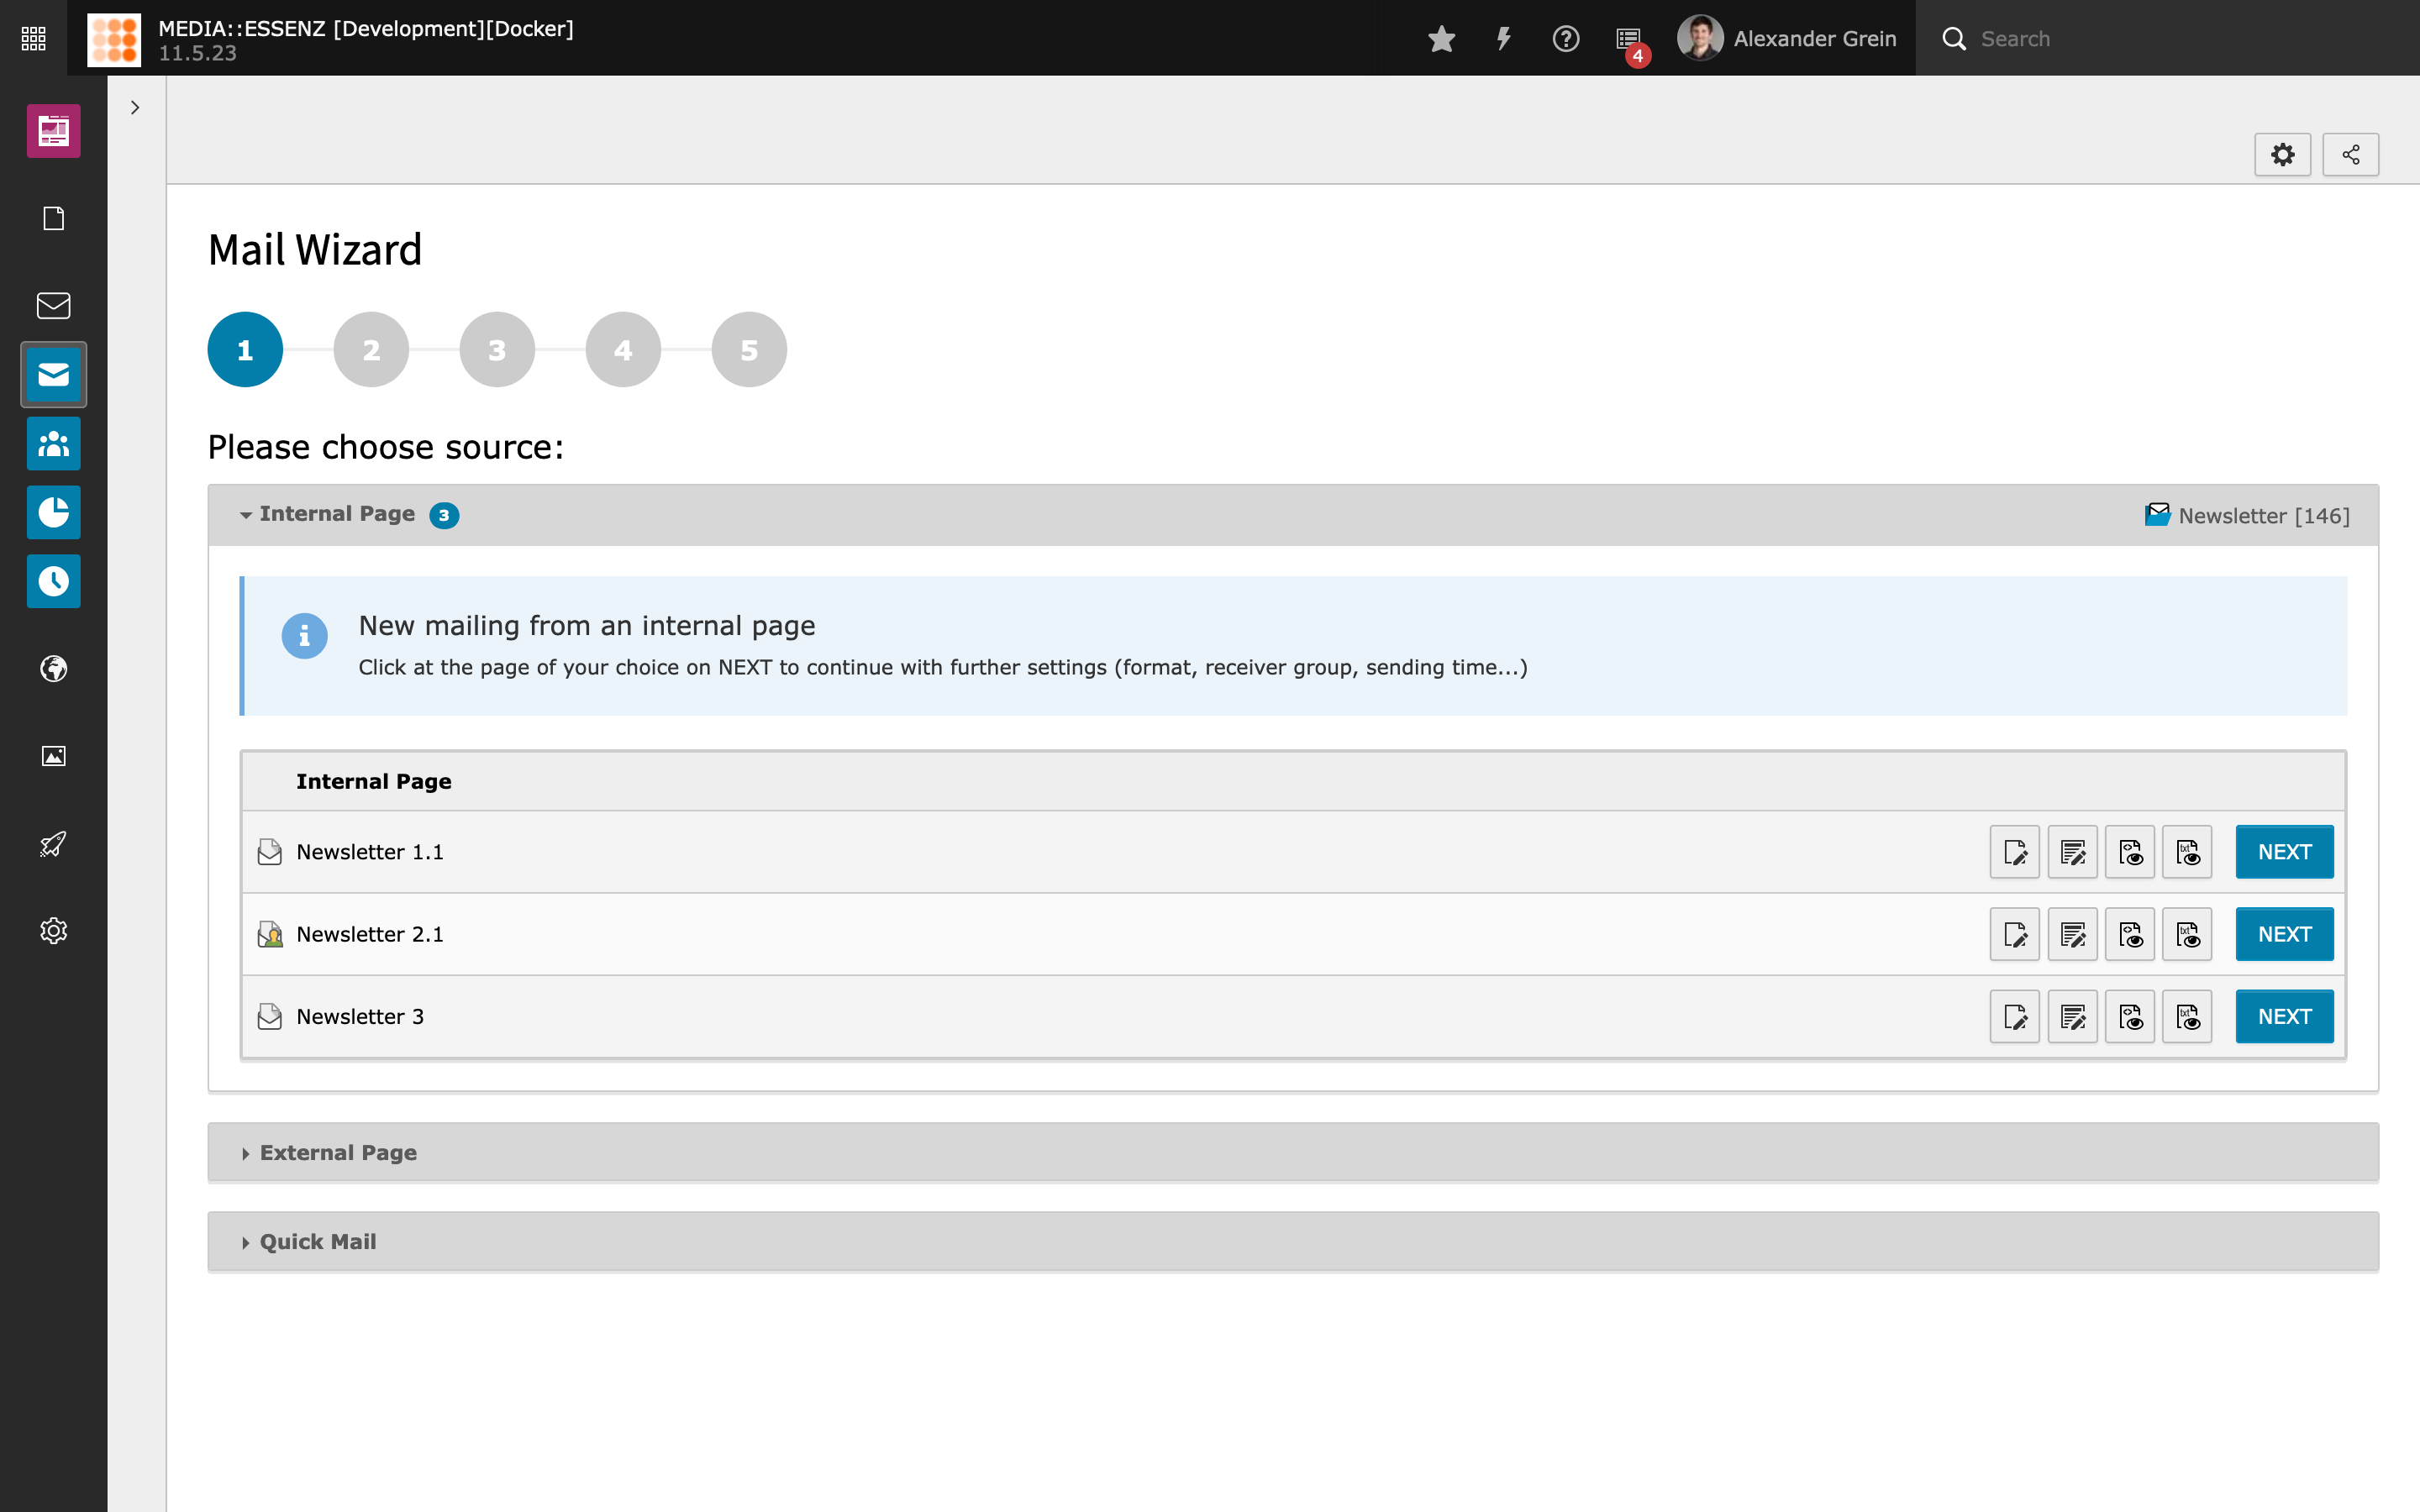 MEDIA::ESSENZ [Development][Docker]
11.5.23
4
Alexander Grein
Search
Mail Wizard
1 2 3 4 5
Please choose source:
Internal Page 3
Newsletter [146]
New mailing from an internal page
Click at the page of your choice on NEXT to continue with further settings (format, receiver group, sending time...)
Internal Page
Newsletter 1.1
txt
NEXT
Newsletter 2.1
txt
NEXT
Newsletter 3
txt
NEXT
External Page
Quick Mail